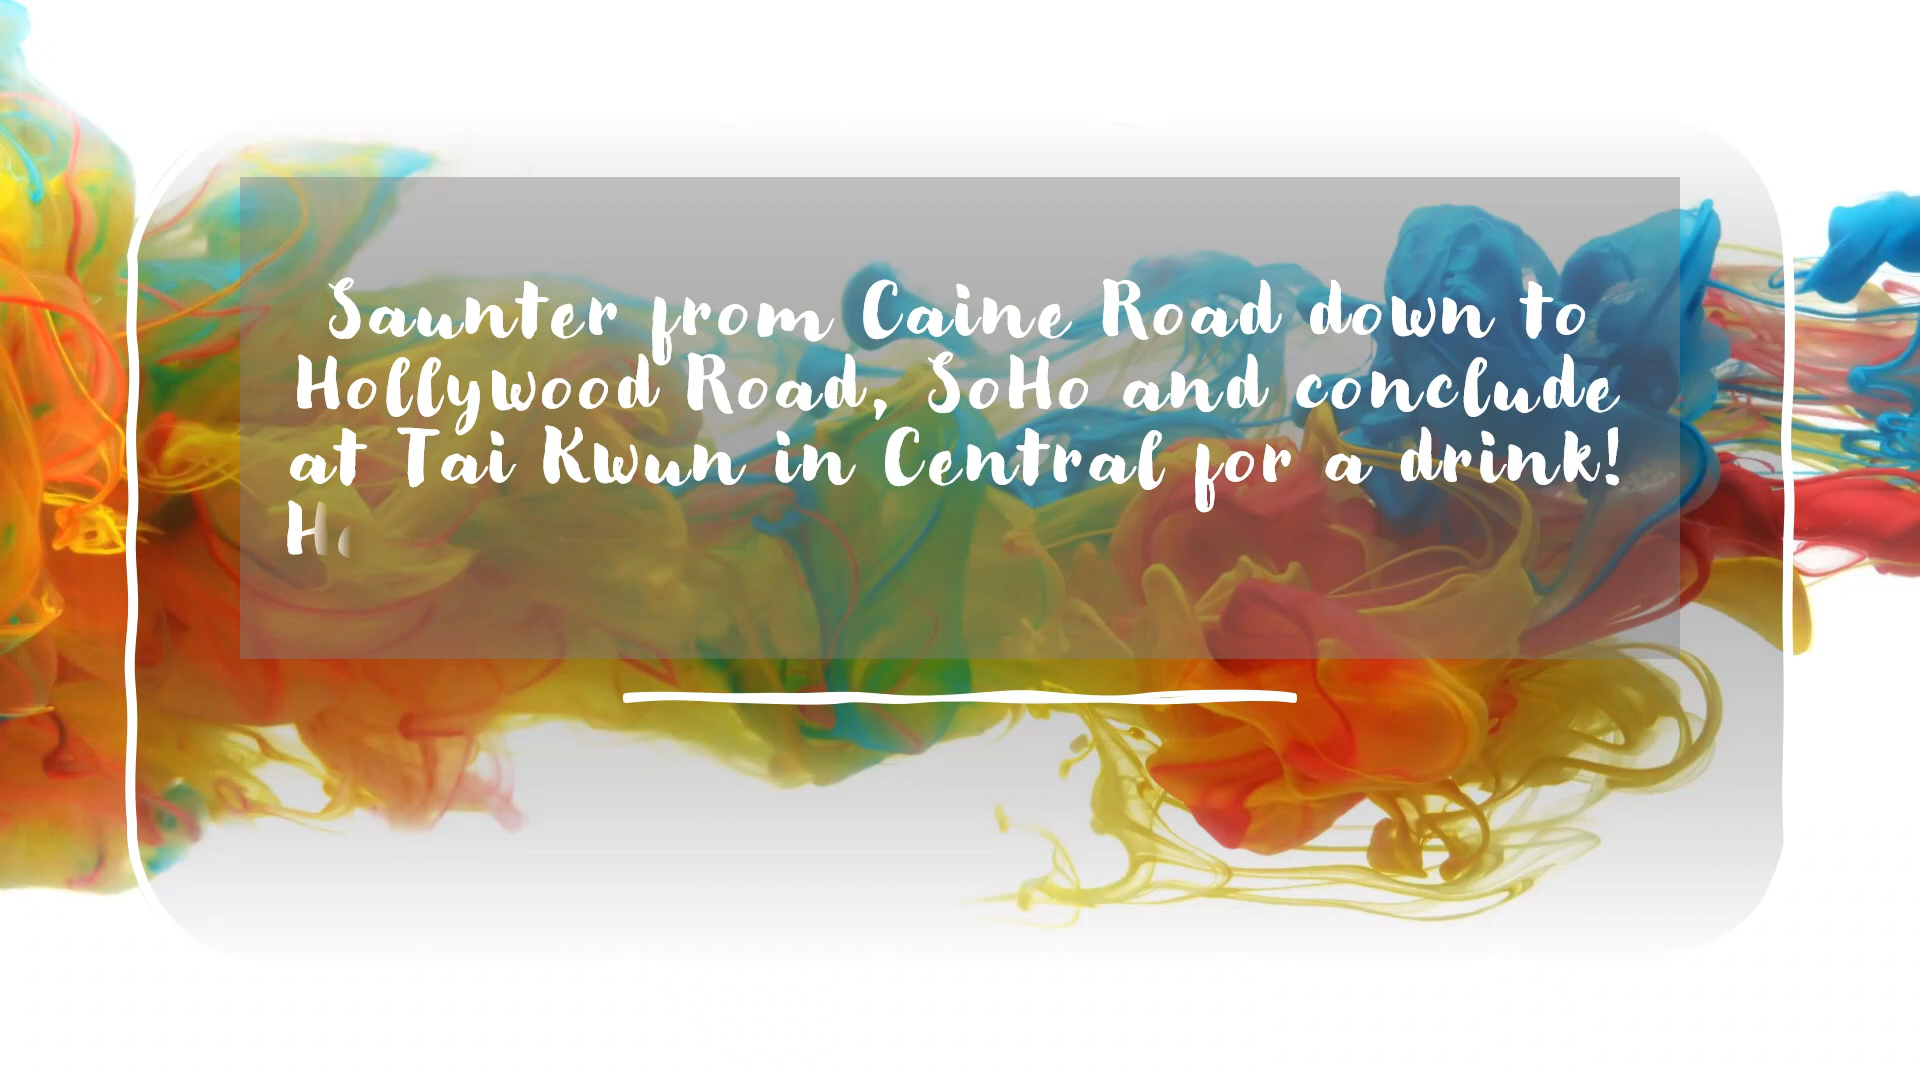 Saunter from Caine Road down to
Hollywood Road, SoHo and conclude
at Tai Kwun in Central for a drink!